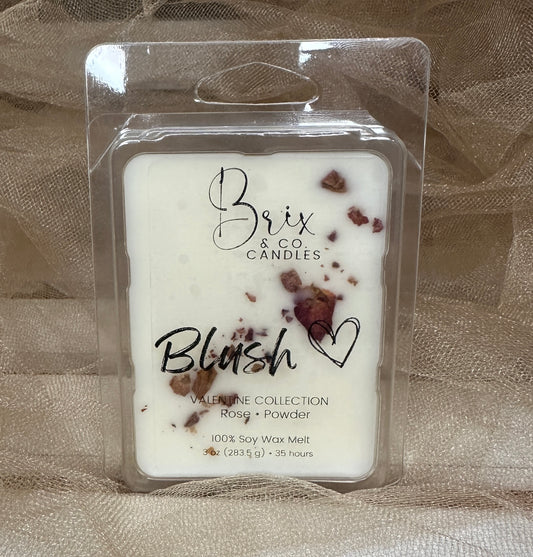 Brix
& CO.
CANDLES
Blush
VALENTINE COLLECTION
Rose • Powder
100% Soy Wax Melt
3 oz (283.5 g) • 35 hours